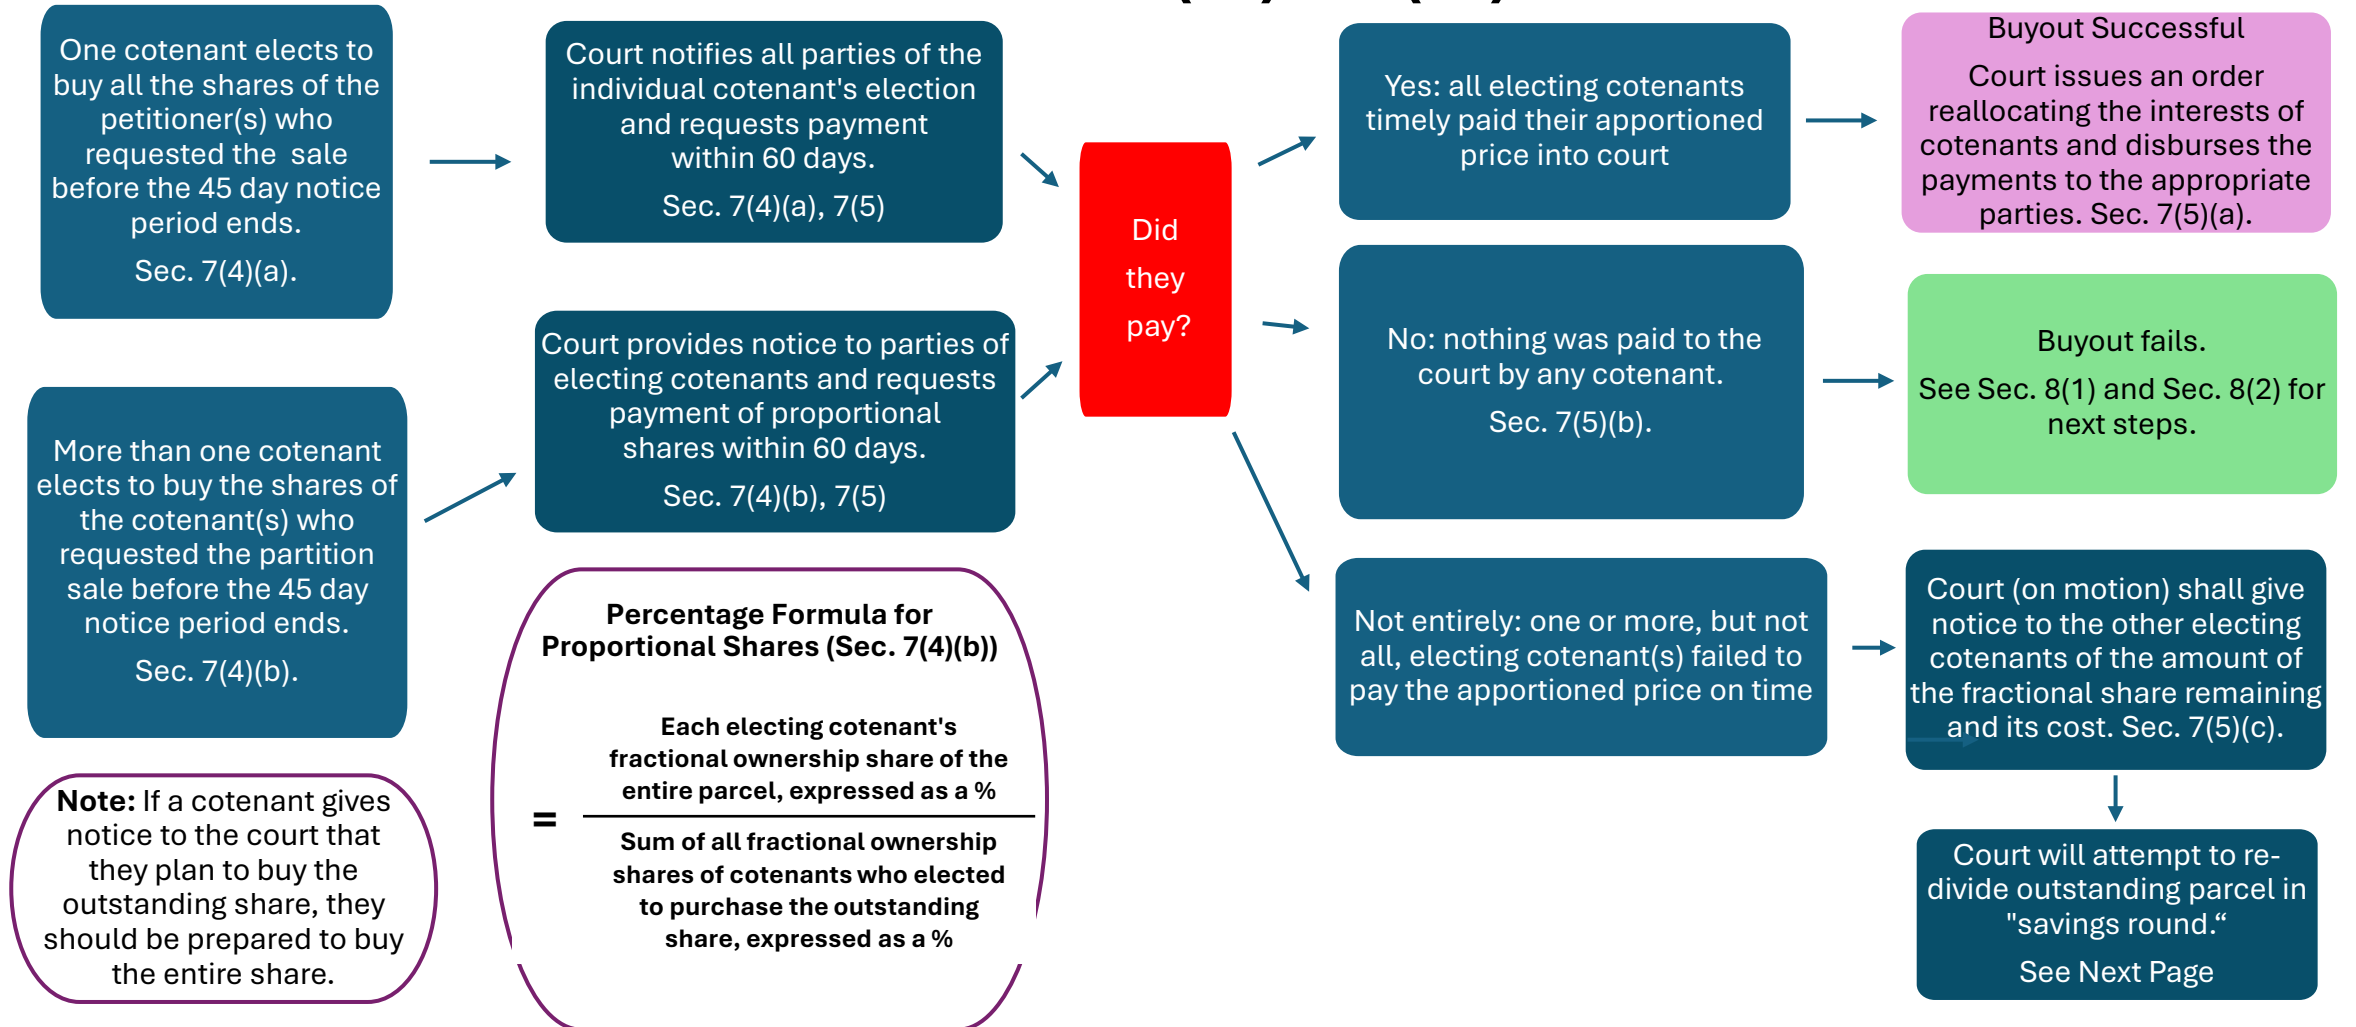 One cotenant elects to
buy all the shares of the
petitioner(s) who
requested the  sale
before the 45 day notice
period ends.
Sec. 7(4)(a).
Court notifies all parties of the
individual cotenant's election
and requests payment
within 60 days.
Sec. 7(4)(a), 7(5)
More than one cotenant
elects to buy the shares of
the cotenant(s) who
requested the partition
sale before the 45 day
notice period ends.
Sec. 7(4)(b).
Court provides notice to parties of
electing cotenants and requests
payment of proportional
shares within 60 days.
Sec. 7(4)(b), 7(5)
Note: If a cotenant gives
notice to the court that
they plan to buy the
outstanding share, they
should be prepared to buy
the entire share.
Percentage Formula for
Proportional Shares (Sec. 7(4)(b))
=
Each electing cotenant's
fractional ownership share of the
entire parcel, expressed as a %
Sum of all fractional ownership
shares of cotenants who elected
to purchase the outstanding
share, expressed as a %
Did
they
pay?
Yes: all electing cotenants
timely paid their apportioned
price into court
Buyout Successful
Court issues an order
reallocating the interests of
cotenants and disburses the
payments to the appropriate
parties. Sec. 7(5)(a).
No: nothing was paid to the
court by any cotenant.
Sec. 7(5)(b).
Buyout fails.
See Sec. 8(1) and Sec. 8(2) for
next steps.
Not entirely: one or more, but not
all, electing cotenant(s) failed to
pay the apportioned price on time
Court (on motion) shall give
notice to the other electing
cotenants of the amount of
the fractional share remaining
and its cost. Sec. 7(5)(c).
Court will attempt to re-
divide outstanding parcel in
"savings round.“
See Next Page